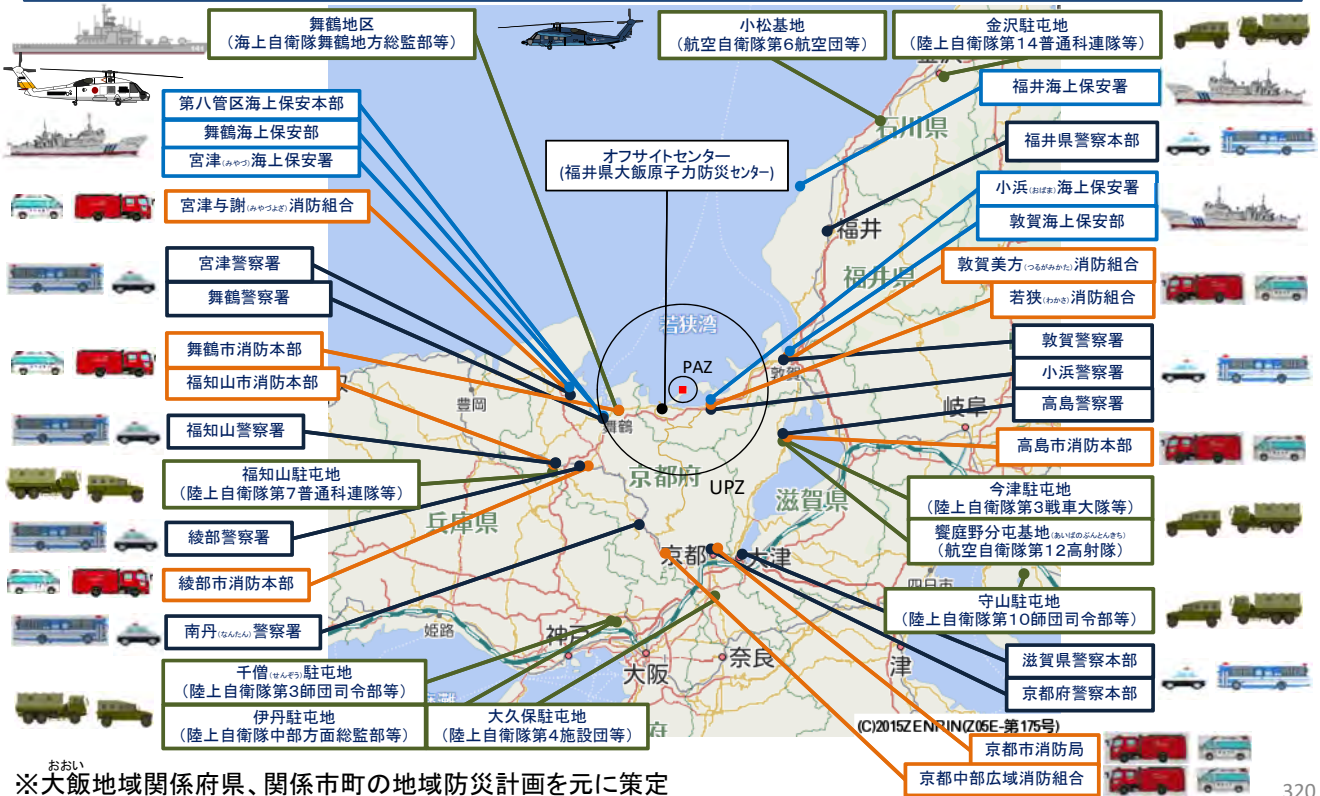 舞鶴地区
(海上自衛隊舞鶴地方総監部等)
小松基地
(航空自衛隊第6航空団等)
金沢駐屯地
(陸上自衛隊第14普通科連隊等)
第八管区海上保安本部
舞鶴海上保安部
宮津(みやづ)海上保安署
宮津与謝(みやづよさ)消防組合
宮津警察署
舞鶴警察署
舞鶴市消防本部
福知山市消防本部
福知山警察署
福知山駐屯地
(陸上自衛隊第7普通科連隊等)
綾部警察署
綾部市消防本部
南丹(なんたん)警察署
千僧(せんぞう)駐屯地
(陸上自衛隊第3師団司令部等)
伊丹駐屯地
(陸上自衛隊中部方面総監部等)
大久保駐屯地
(陸上自衛隊第4施設団等)
オフサイトセンター
(福井県大飯原子力防災センター)
福井海上保安署
福井県警察本部
小浜(おばま)海上保安署
敦賀海上保安部
敦賀美方(つるがみかた)消防組合
若狭(わかさ)消防組合
敦賀警察署
小浜警察署
高島警察署
高島市消防本部
今津駐屯地
(陸上自衛隊第3戦車大隊等)
饗庭野分屯基地(あいばのぶんとんきち)
(航空自衛隊第12高射隊)
守山駐屯地
(陸上自衛隊第10師団司令部等)
滋賀県警察本部
京都府警察本部
京都市消防局
京都中部広域消防組合
石川県
福井
福井県
若狭湾
PAZ
敦賀
豊岡
舞鶴
岐阜
京都府
UPZ
滋賀県
兵庫県
京都
大津
四日市
姫路
神戸
大阪
奈良
津
(C)2015ZENRIN(Z05E-第175号)
おおい
※大飯地域関係府県、関係市町の地域防災計画を元に策定
320